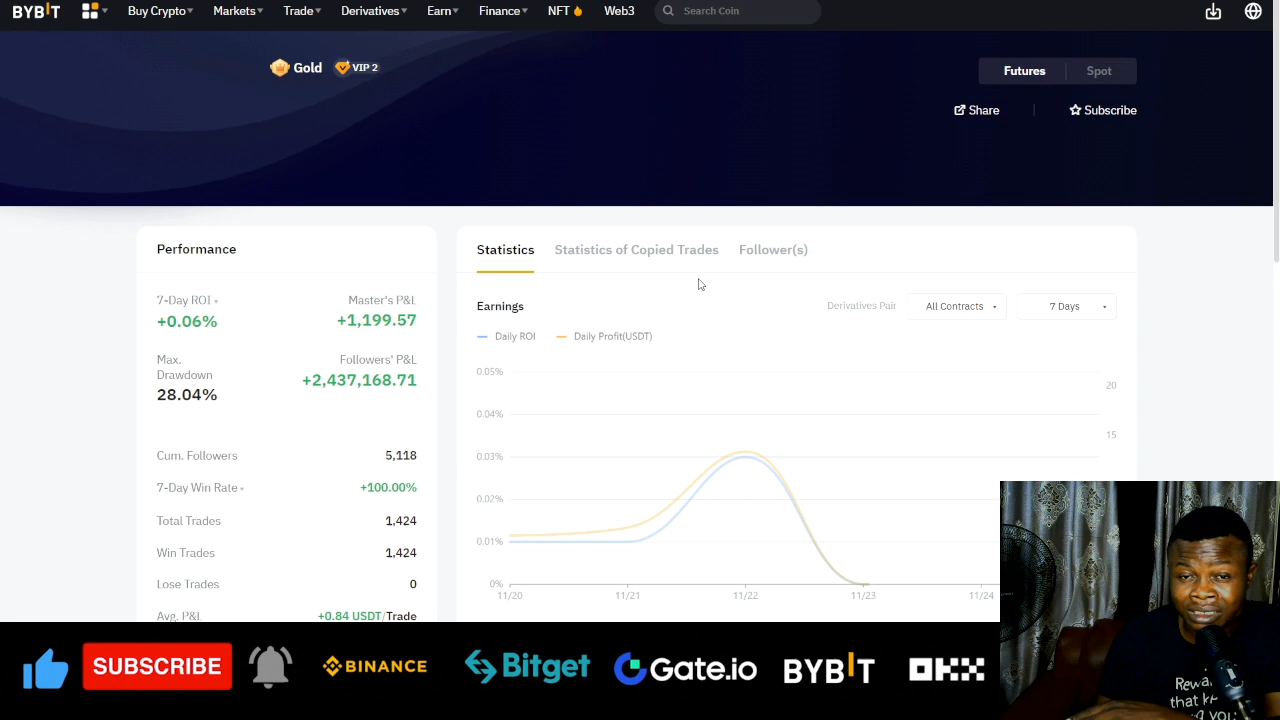 BYBIT
Buy Crypto
Markets
Trade
Derivatives
Earn
Finance
NFT
Web3
Search Coin
Gold
VIP 2
Futures
Spot
Share
Subscribe
Performance
7-Day ROI
Master's P&L
+0.06%
+1,199.57
Max.
Drawdown
Followers' P&L
28.04%
+2,437,168.71
Cum. Followers
5,118
7-Day Win Rate
+100.00%
Total Trades
1,424
Win Trades
1,424
Lose Trades
0
Avg. P&L
+0.84 USDT/Trade
Statistics
Statistics of Copied Trades
Follower(s)
Earnings
Derivatives Pair
All Contracts
7 Days
Daily ROI
Daily Profit(USDT)
0.05%
20
0.04%
15
0.03%
0.02%
0.01%
0%
11/20
11/21
11/22
11/23
11/24
SUBSCRIBE
BINANCE
Bitget
Gate.io
BYBIT
OKX
that k
ng you